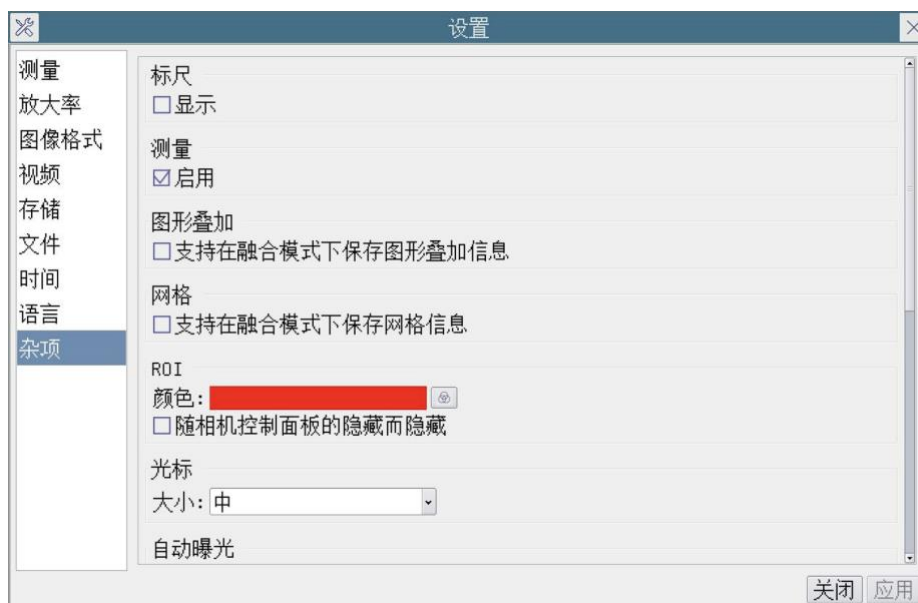 设置
测量
放大率
图像格式
视频
存储
文件
时间
语言
杂项
标尺
显示
测量
启用
图形叠加
支持在融合模式下保存图形叠加信息
网格
支持在融合模式下保存网格信息
ROI
颜色:
随相机控制面板的隐藏而隐藏
光标
大小: 中
自动曝光
关闭 应用